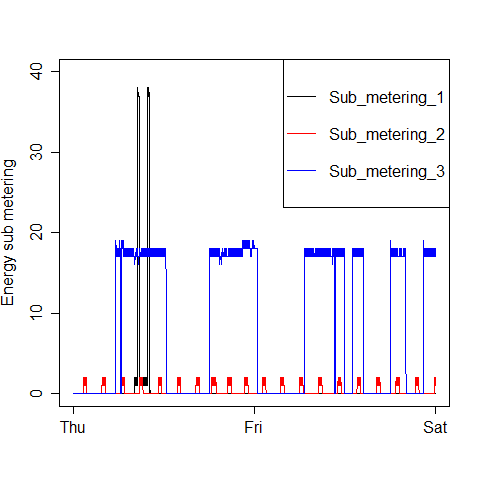 Energy sub metering
40
30
20
10
0
Sub_metering_1
Sub_metering_2
Sub_metering_3
Thu
Fri
Sat